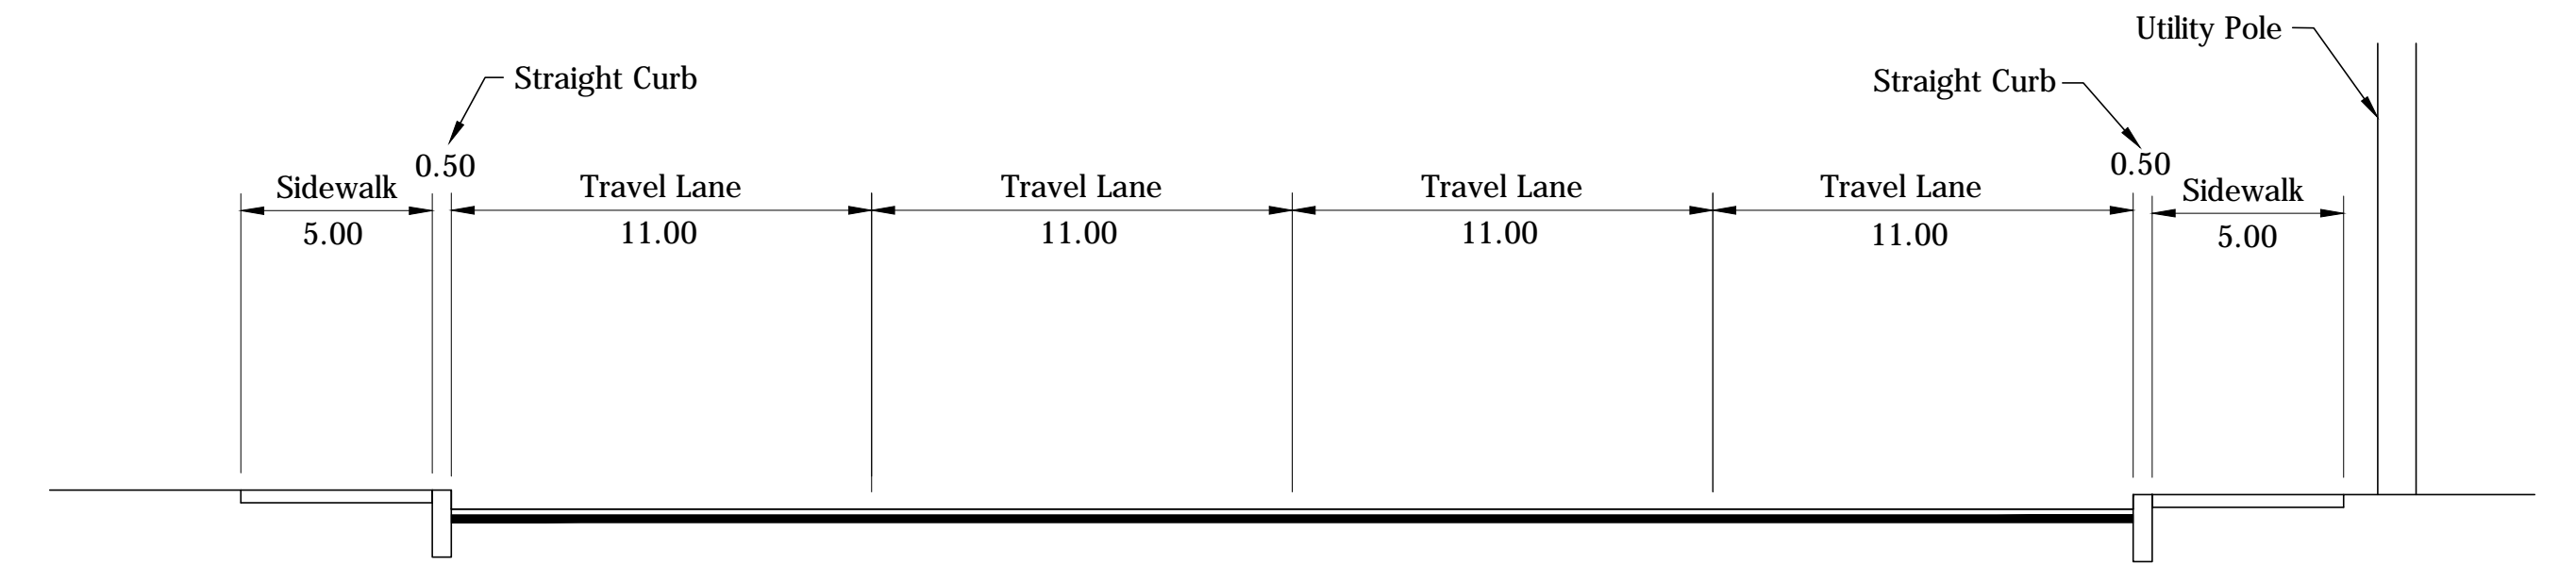 Utility Pole
Straight Curb
Straight Curb
0.50
0.50
Sidewalk
Travel Lane
Travel Lane
Travel Lane
Travel Lane
Sidewalk
5.00
11.00
11.00
11.00
11.00
5.00